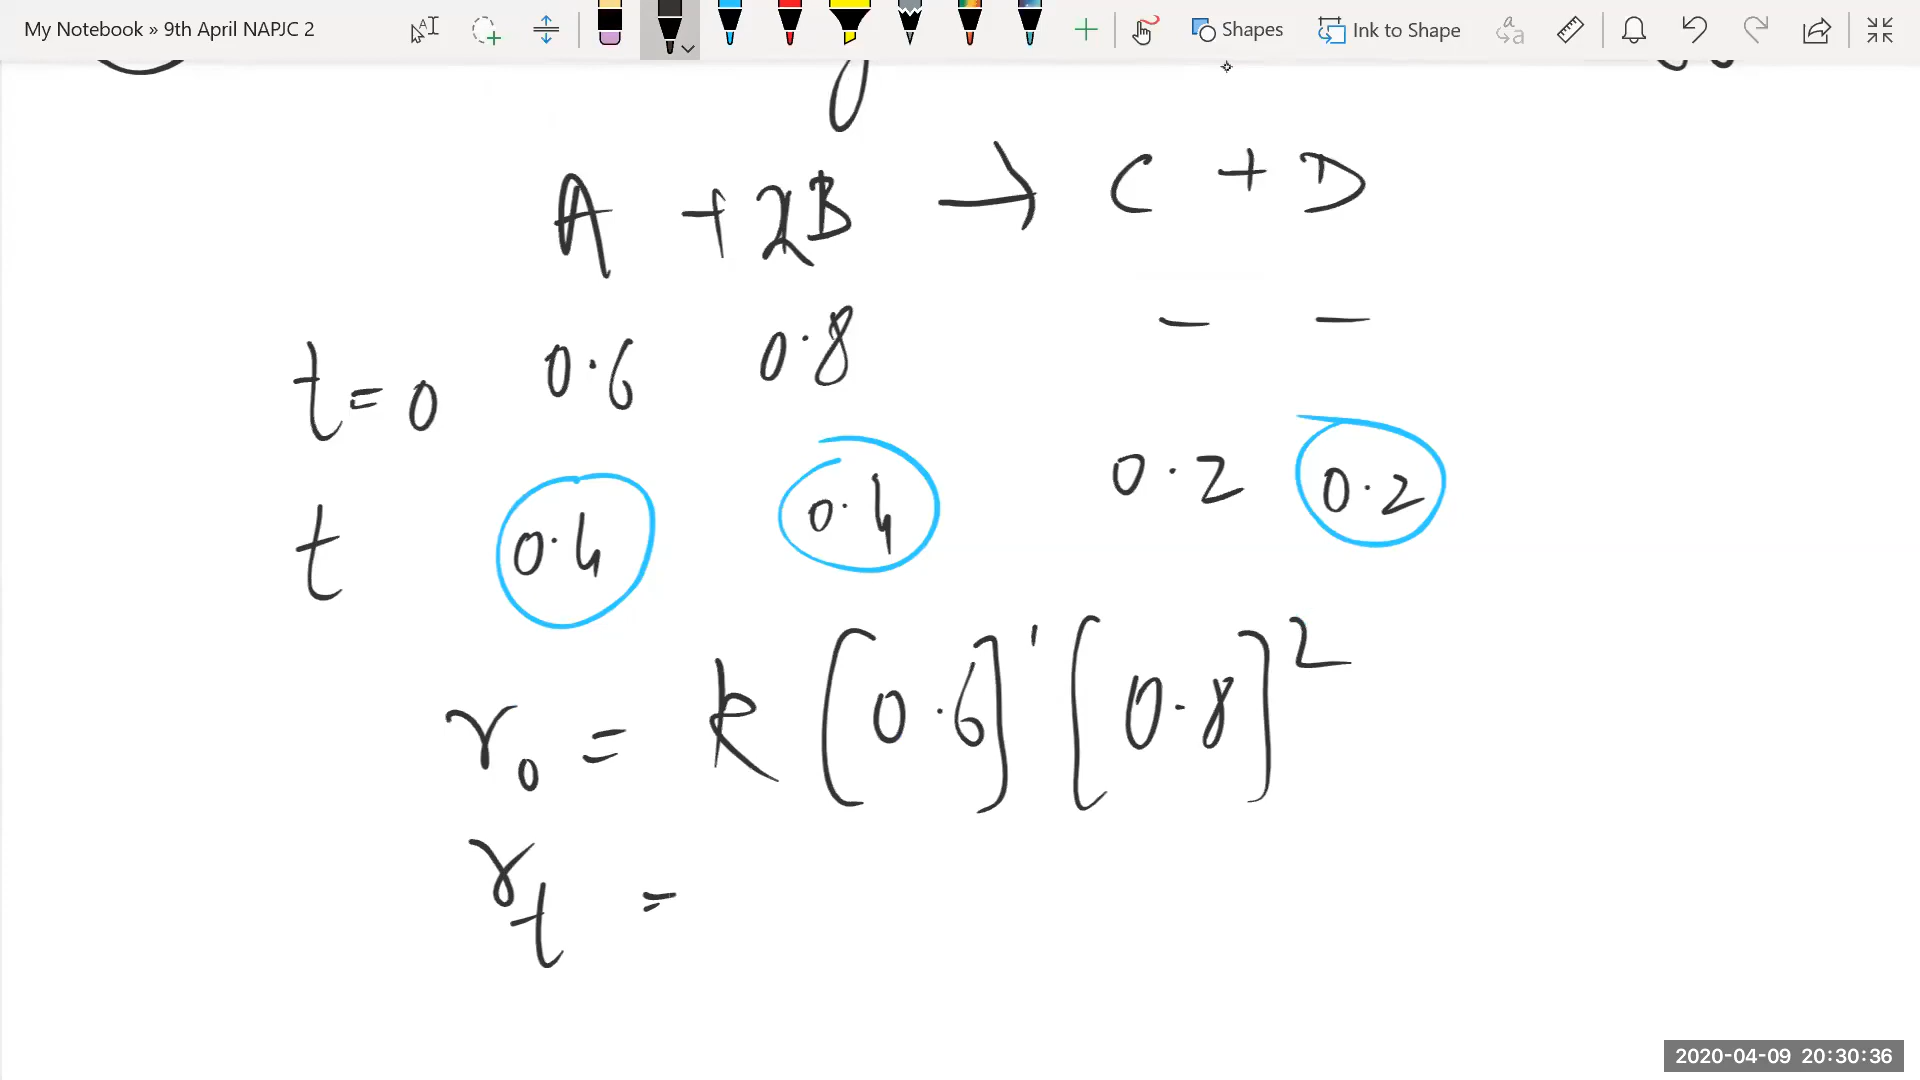 My Notebook » 9th April NAPJC 2 Shapes Ink to Shape
A + 2B → C + D
t = 0 0.6 0.8 – –
t 0.4 0.4 0.2 0.2
r₀ = k [0.6]¹ [0.8]²
rₜ =
2020-04-09 20:30:36